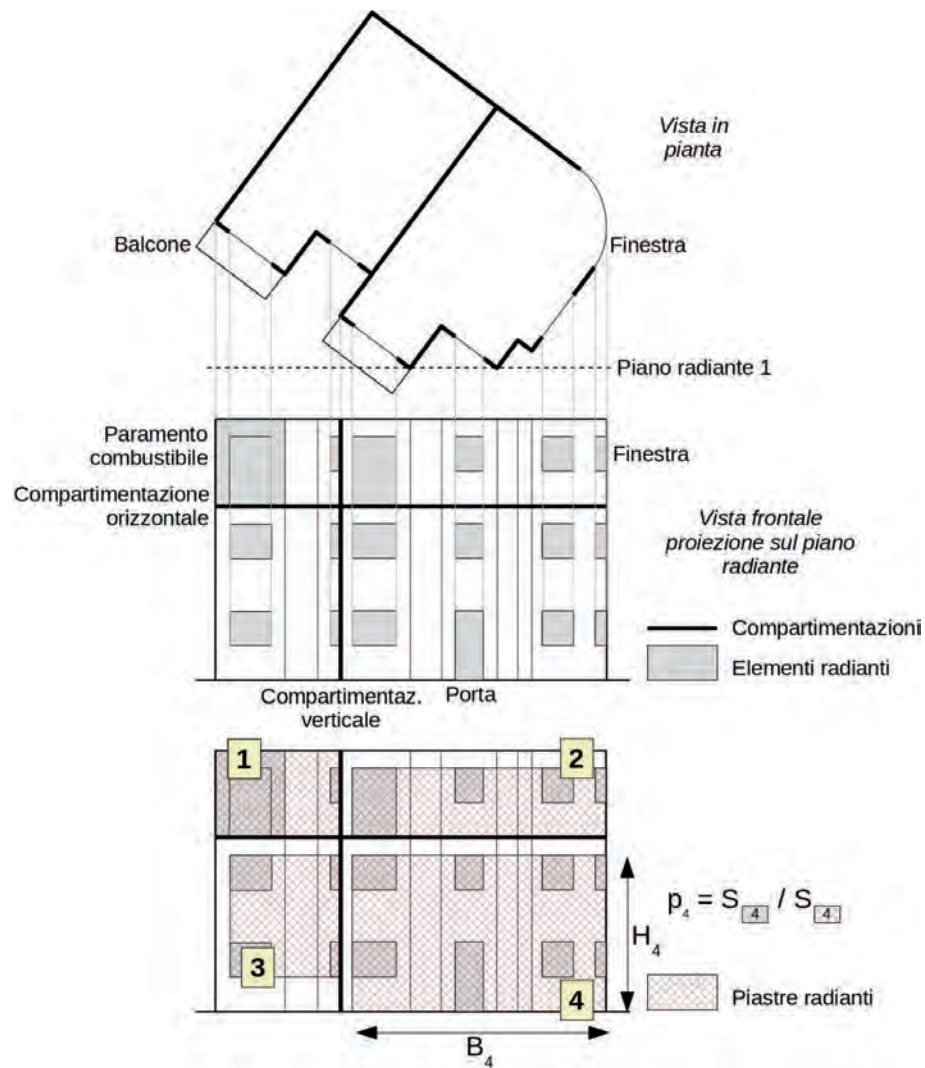 Vista in
pianta
Balcone
Finestra
Piano radiante 1
Paramento
combustibile
Finestra
Compartimentazione
orizzontale
Vista frontale
proiezione sul piano
radiante
Compartimentazioni
Elementi radianti
Compartimentaz.
verticale
Porta
1
2
3
4
H4
p4 = S4 / S4
Piastre radianti
B4